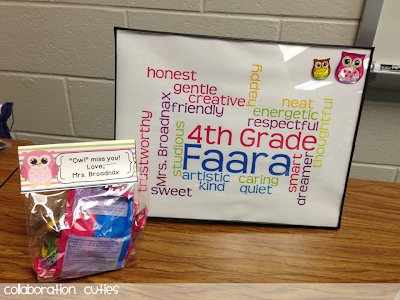 honest
gentle
creative
friendly
happy
neat
energetic
respectful
thoughtful
trustworthy
Mrs. Broadnax
studious
4th Grade
Faara
artistic
caring
smart
dreamer
sweet
kind
quiet
"Owl" miss you!
Love,
Mrs. Broadnax
collaboration cuties